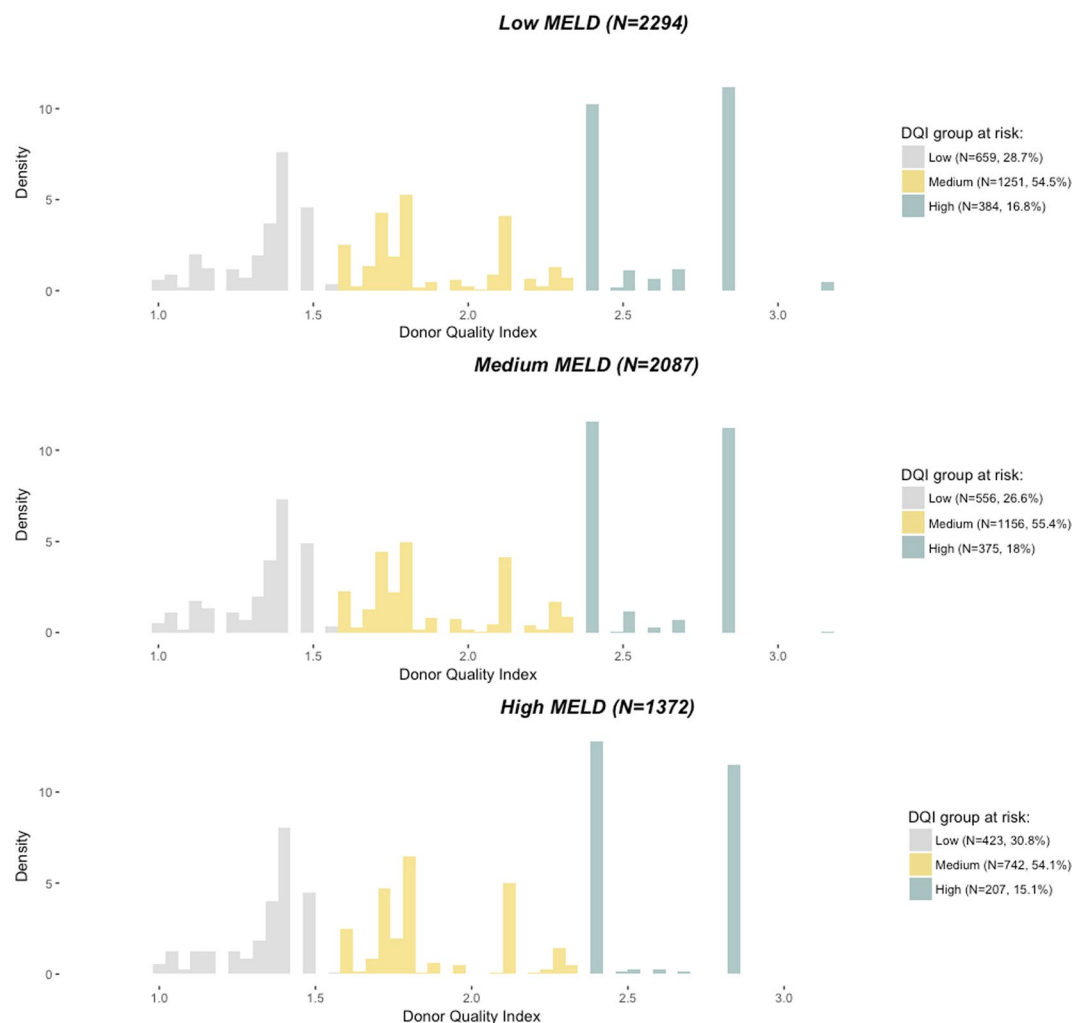 Low MELD (N=2294)
10
5
0
Density
1.0 1.5 2.0 2.5 3.0
Donor Quality Index
DQI group at risk:
Low (N=659, 28.7%)
Medium (N=1251, 54.5%)
High (N=384, 16.8%)
Medium MELD (N=2087)
10
5
0
Density
1.0 1.5 2.0 2.5 3.0
Donor Quality Index
DQI group at risk:
Low (N=556, 26.6%)
Medium (N=1156, 55.4%)
High (N=375, 18%)
High MELD (N=1372)
10
5
0
Density
1.0 1.5 2.0 2.5 3.0
Donor Quality Index
DQI group at risk:
Low (N=423, 30.8%)
Medium (N=742, 54.1%)
High (N=207, 15.1%)